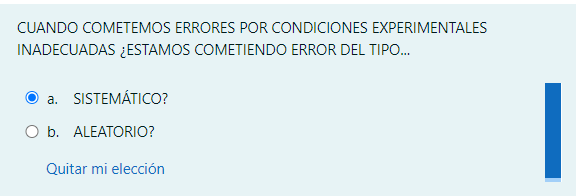 CUANDO COMETEMOS ERRORES POR CONDICIONES EXPERIMENTALES
INADECUADAS ¿ESTAMOS COMETIENDO ERROR DEL TIPO...
a. SISTEMÁTICO?
b. ALEATORIO?
Quitar mi elección